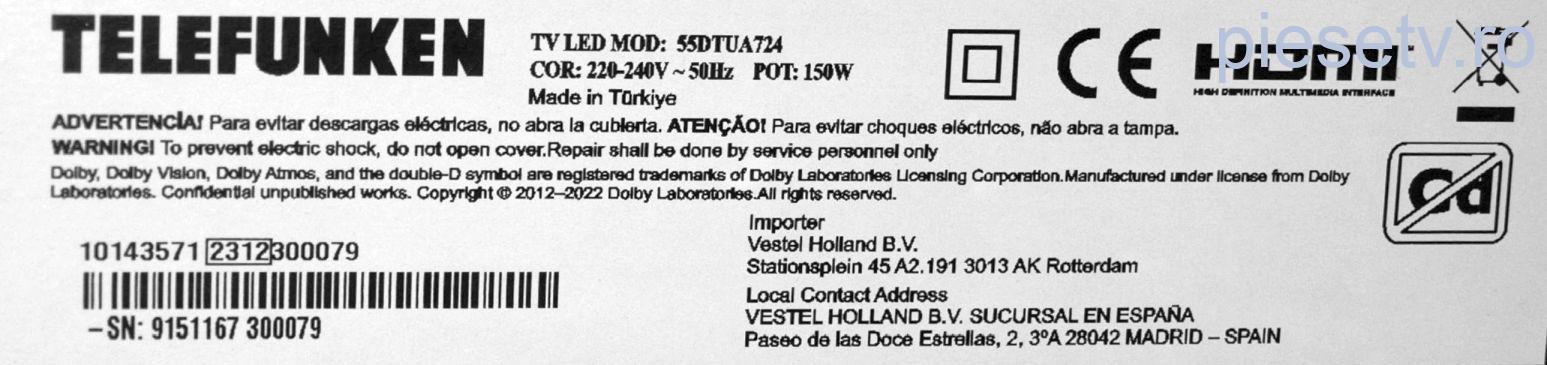 TELEFUNKEN
TV LED MOD: 55DTUA724
COR: 220-240V ~ 50Hz POT: 150W
Made in Türkiye
CE
HDMI
HIGH DEFINITION MULTIMEDIA INTERFACE
piesetv.ro
ADVERTENCİA! Para evitar descargas eléctricas, no abra la cubierta. ATENÇÃO! Para evitar choques eléctricos, não abra a tampa.
WARNING! To prevent electric shock, do not open cover.Repair shall be done by service personnel only
Dolby, Dolby Vision, Dolby Atmos, and the double-D symbol are registered trademarks of Dolby Laboratories Licensing Corporation.Manufactured under license from Dolby
Laboratories. Confidential unpublished works. Copyright © 2012–2022 Dolby Laboratories.All rights reserved.
Cd
10143571 2312300079
–SN: 9151167 300079
Importer
Vestel Holland B.V.
Stationsplein 45 A2.191 3013 AK Rotterdam
Local Contact Address
VESTEL HOLLAND B.V. SUCURSAL EN ESPAÑA
Paseo de las Doce Estrellas, 2, 3ºA 28042 MADRID – SPAIN